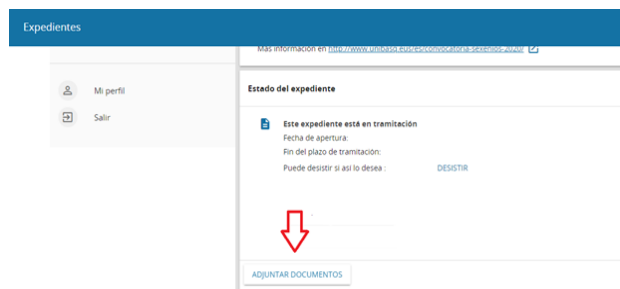 Expedientes
Más información en http://www.unibasq.eus/es/convocatoria-sexenios-2020/
Mi perfil
Salir
Estado del expediente
Este expediente está en tramitación
Fecha de apertura:
Fin del plazo de tramitación:
Puede desistir si así lo desea : DESISTIR
ADJUNTAR DOCUMENTOS